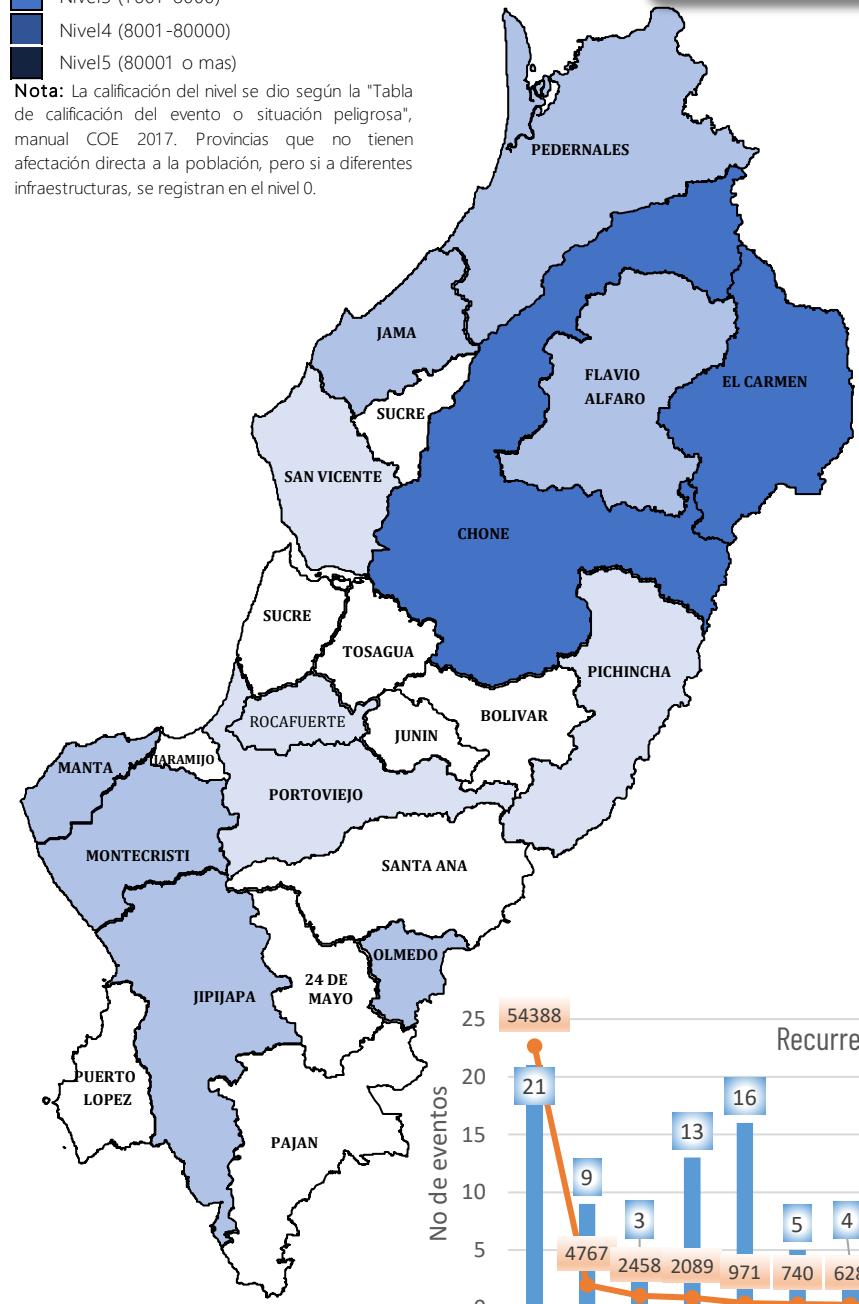 Nivel4 (8001-80000)
Nivel5 (80001 o mas)
Nota: La calificación del nivel se dio según la "Tabla
de calificación del evento o situación peligrosa",
manual COE 2017. Provincias que no tienen
afectación directa a la población, pero si a diferentes
infraestructuras, se registran en el nivel 0.
PEDERNALES
JAMA
FLAVIO
ALFARO
EL CARMEN
SUCRE
SAN VICENTE
CHONE
SUCRE
TOSAGUA
PICHINCHA
ROCAFUERTE
BOLIVAR
JUNIN
MANTA
JARAMIJO
PORTOVIEJO
MONTECRISTI
SANTA ANA
OLMEDO
24 DE
MAYO
JIPIJAPA
PUERTO
LOPEZ
PAJAN
Recurre
No de eventos
25
20
15
10
5
54388
21
9
3
13
16
5
4
4767
2458
2089
971
740
628